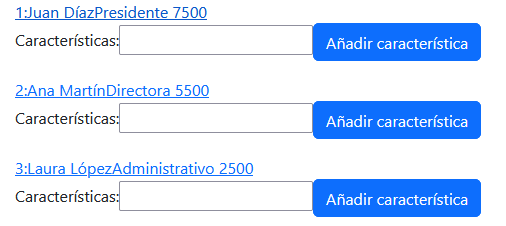 1:Juan DíazPresidente 7500
Características: Añadir característica
2:Ana MartínDirectora 5500
Características: Añadir característica
3:Laura LópezAdministrativo 2500
Características: Añadir característica